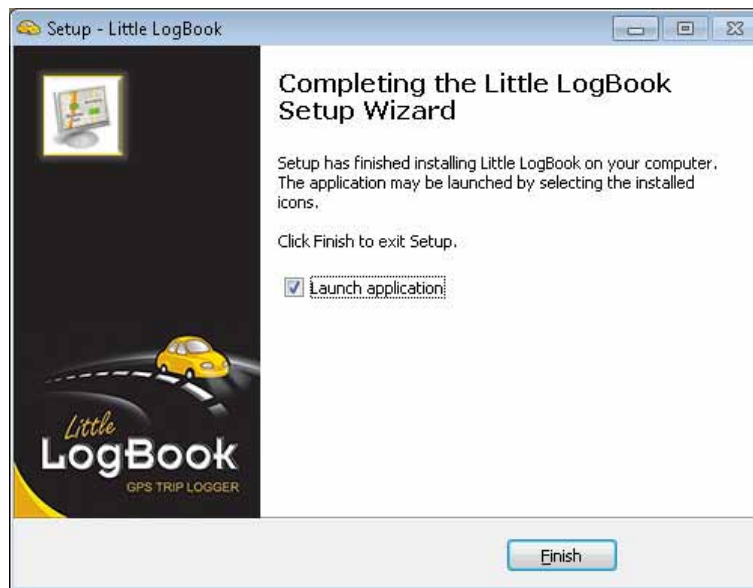 Setup - Little LogBook
Completing the Little LogBook
Setup Wizard
Setup has finished installing Little LogBook on your computer.
The application may be launched by selecting the installed
icons.
Click Finish to exit Setup.
Launch application
Little
LogBook
GPS TRIP LOGGER
Finish